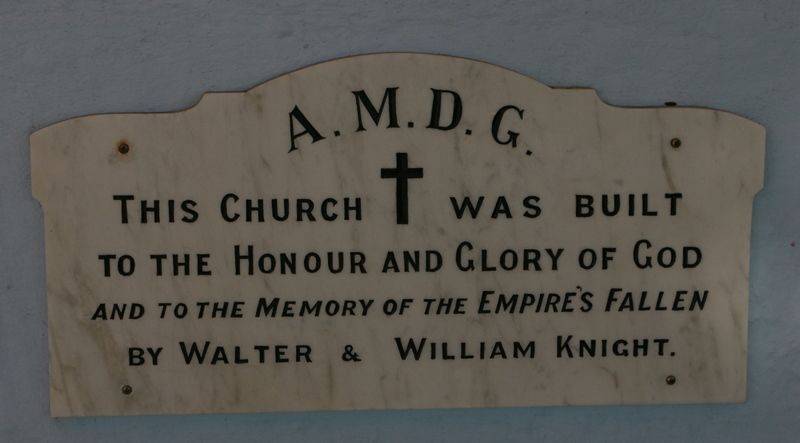 A.M.D.G.
THIS CHURCH WAS BUILT
TO THE HONOUR AND GLORY OF GOD
AND TO THE MEMORY OF THE EMPIRE'S FALLEN
BY WALTER & WILLIAM KNIGHT.